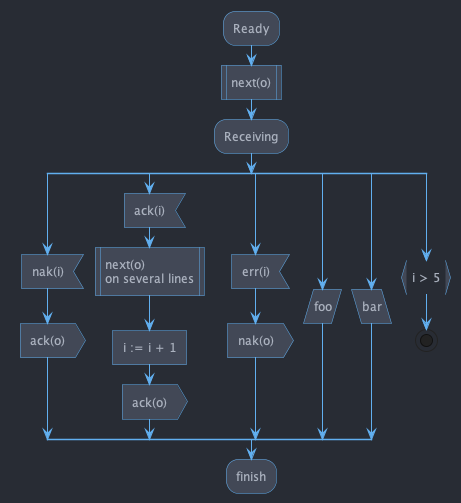 Ready
next(o)
Receiving
nak(i)
ack(o)
ack(i)
next(o)
on several lines
i := i + 1
ack(o)
err(i)
nak(o)
foo
bar
i > 5
finish